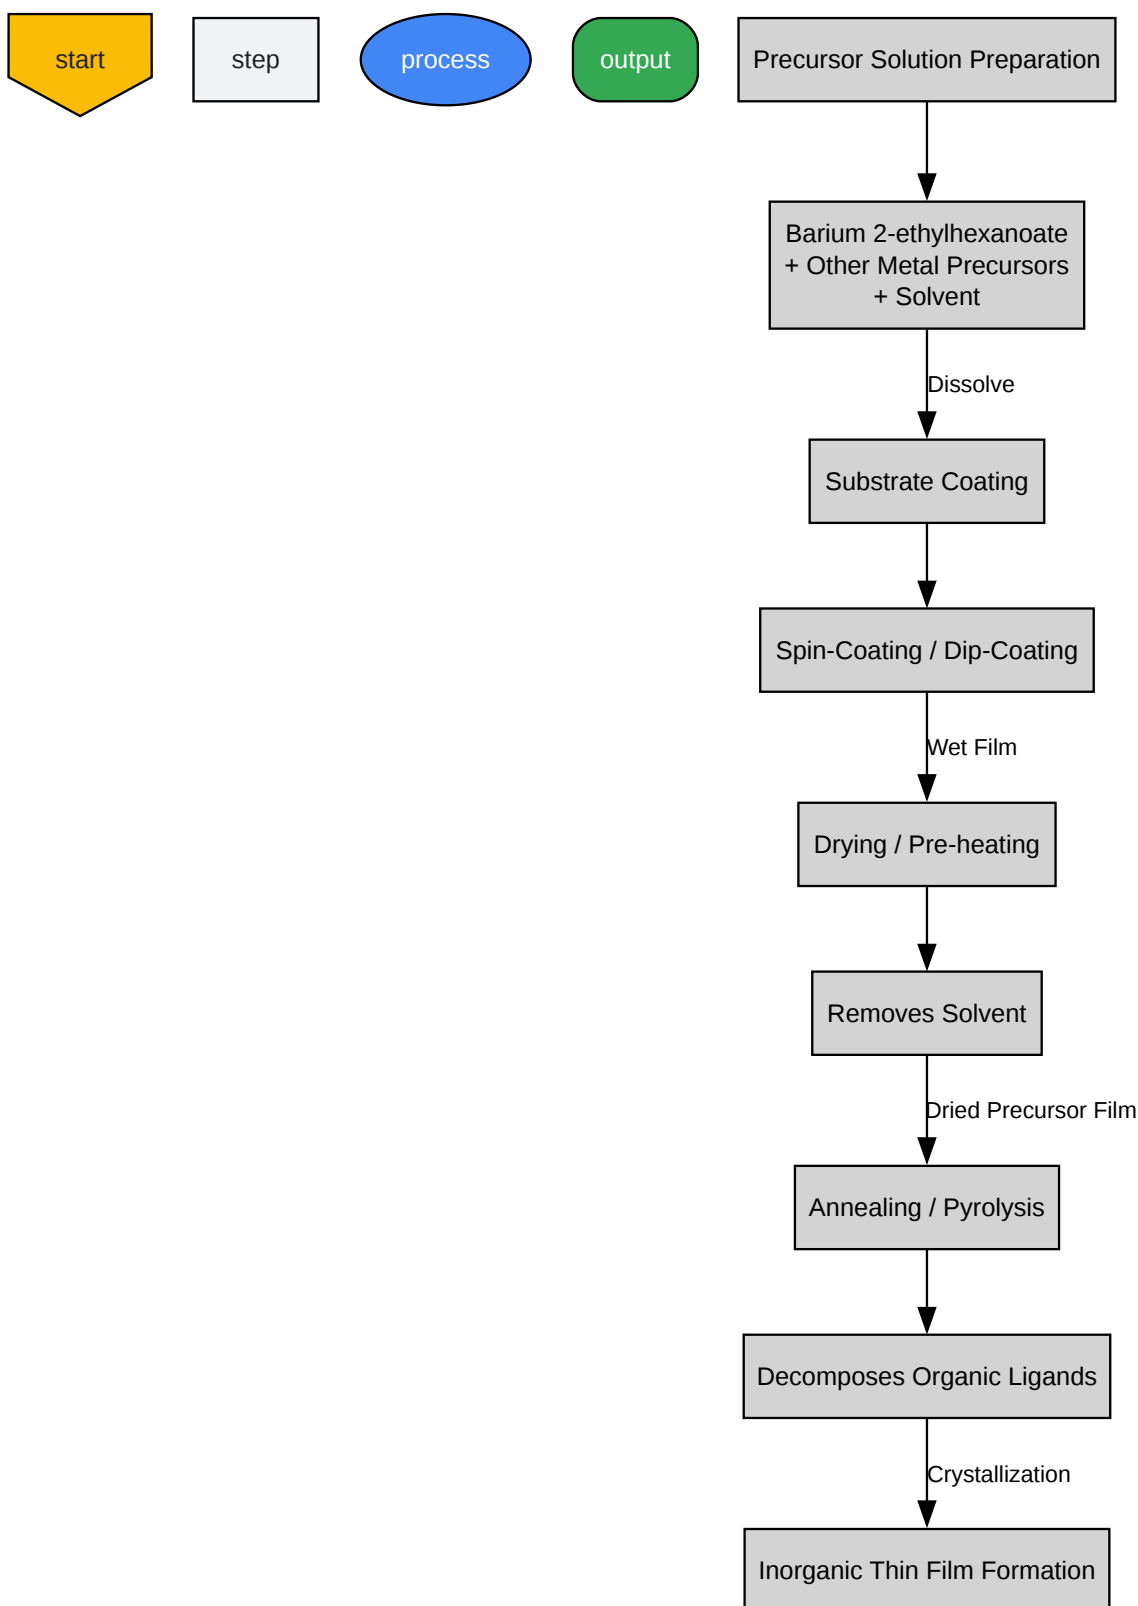 start
step
process
output
Precursor Solution Preparation
Barium 2-ethylhexanoate
+ Other Metal Precursors
+ Solvent
Dissolve
Substrate Coating
Spin-Coating / Dip-Coating
Wet Film
Drying / Pre-heating
Removes Solvent
Dried Precursor Film
Annealing / Pyrolysis
Decomposes Organic Ligands
Crystallization
Inorganic Thin Film Formation